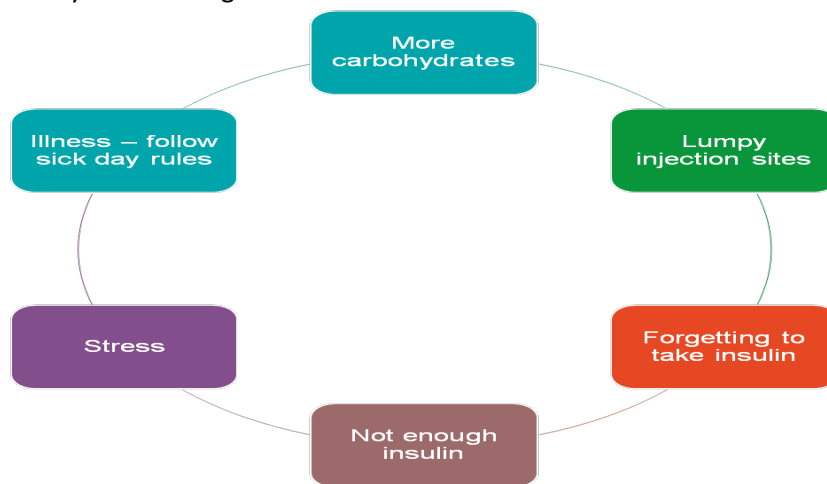 More
carbohydrates
Lumpy
injection sites
Forgetting to
take insulin
Not enough
insulin
Stress
Illness – follow
sick day rules